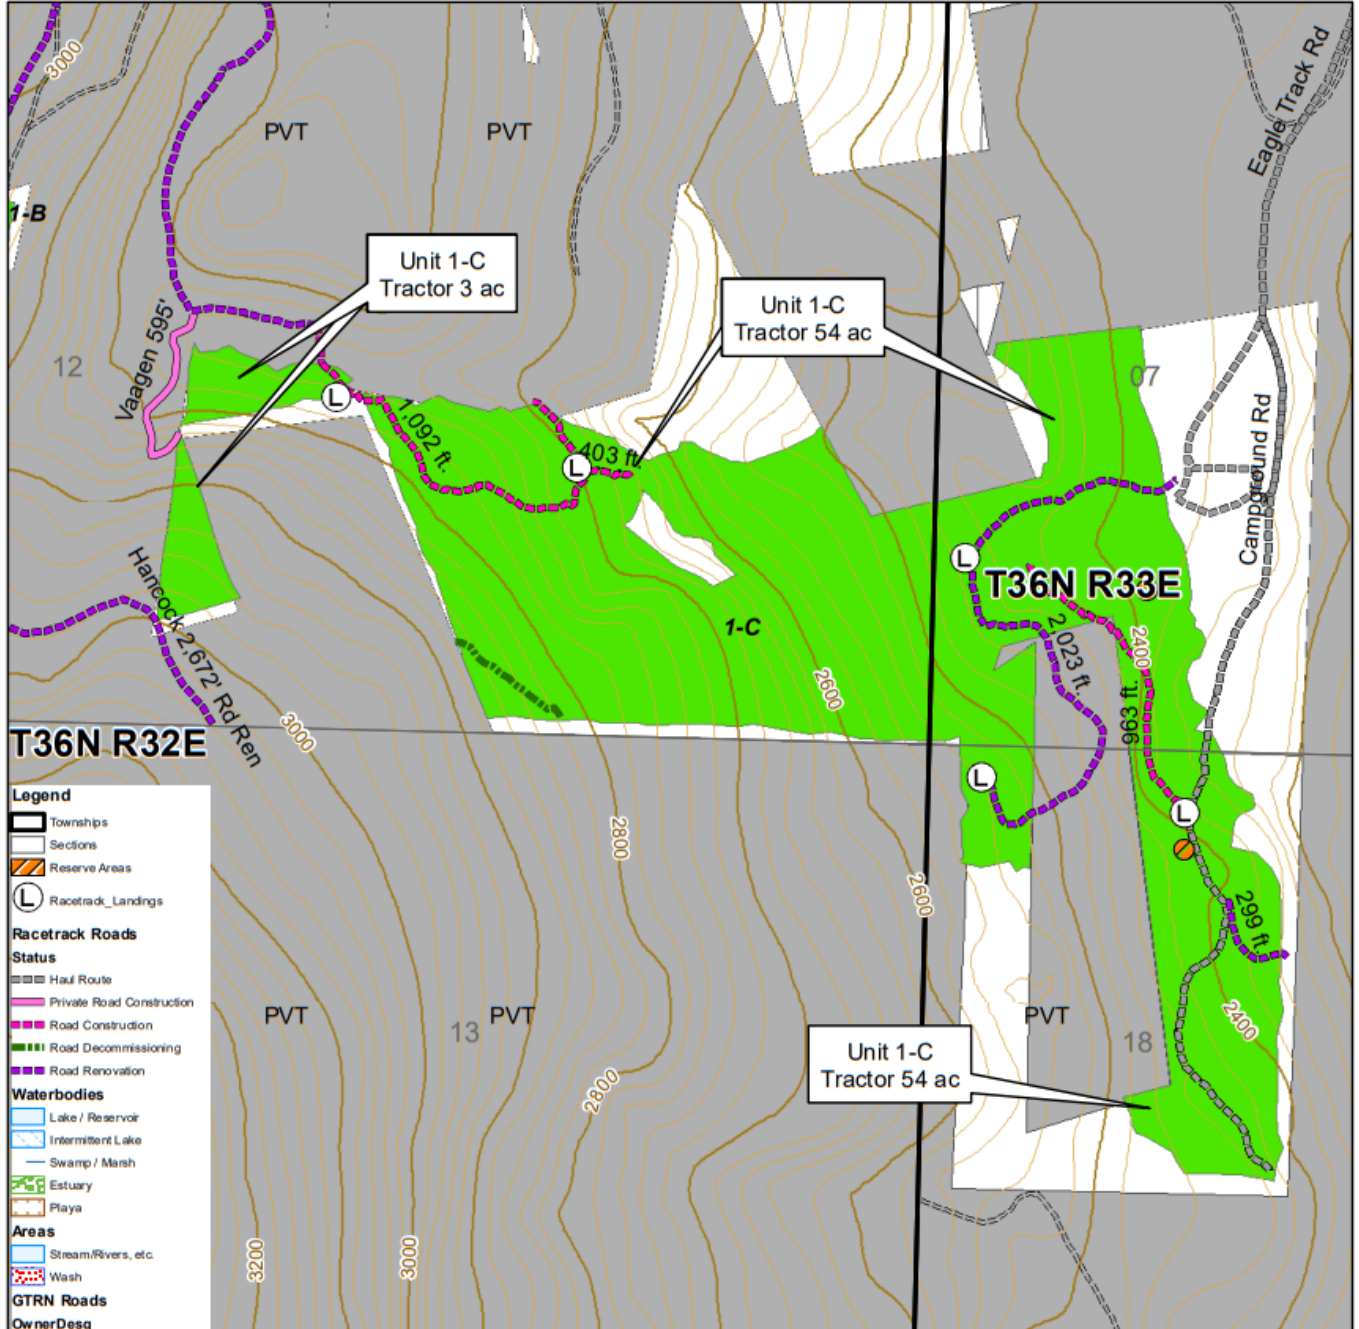 3000
PVT
PVT
Eagle Track Rd
1-B
Unit 1-C
Tractor 3 ac
Unit 1-C
Tractor 54 ac
Vaagen 595'
12
07
L
1,092 ft.
L
403 ft.
Campground Rd
L
T36N R33E
Hancock 2,672' Rd Ren
1-C
2,023 ft.
2400
2600
963 ft.
3000
T36N R32E
L
L
2800
2600
299 ft.
2400
PVT
13
PVT
PVT
18
Unit 1-C
Tractor 54 ac
2800
3200
3000
Legend
Townships
Sections
Reserve Areas
L
Racetrack_Landings
Racetrack Roads
Status
Haul Route
Private Road Construction
Road Construction
Road Decommissioning
Road Renovation
Waterbodies
Lake / Reservoir
Intermittent Lake
Swamp / Marsh
Estuary
Playa
Areas
Stream/Rivers, etc.
Wash
GTRN Roads
OwnerDesg